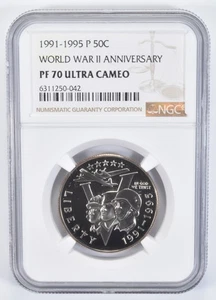 1991-1995 P 50C
WORLD WAR II ANNIVERSARY
PF 70 ULTRA CAMEO
6311250-042
NUMISMATIC GUARANTY CORPORATION
NGC
IN GOD
WE TRUST
LIBERTY
1991-1995